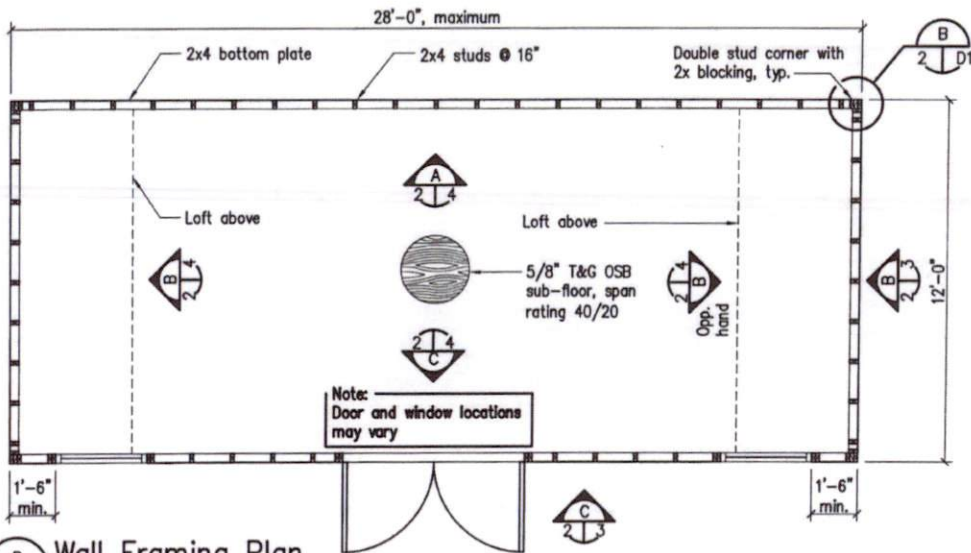 28'-0", maximum
2x4 bottom plate
2x4 studs @ 16"
Double stud corner with
2x blocking, typ.
B
2 D1
A
2 4
Loft above
Loft above
B
2 4
5/8" T&G OSB
sub-floor, span
rating 40/20
B
2 4
Opp.
hand
B
2 3
12'-0"
2 4
C
Note:
Door and window locations
may vary
1'-6"
min.
1'-6"
min.
C
2 3
Wall Framing Plan